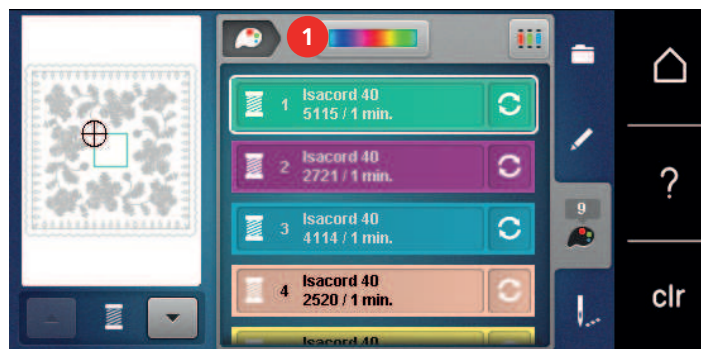 1
1 Isacord 40
5115 / 1 min.
2 Isacord 40
2721 / 1 min.
3 Isacord 40
4114 / 1 min.
4 Isacord 40
2520 / 1 min.
Isacord 40
9
?
clr